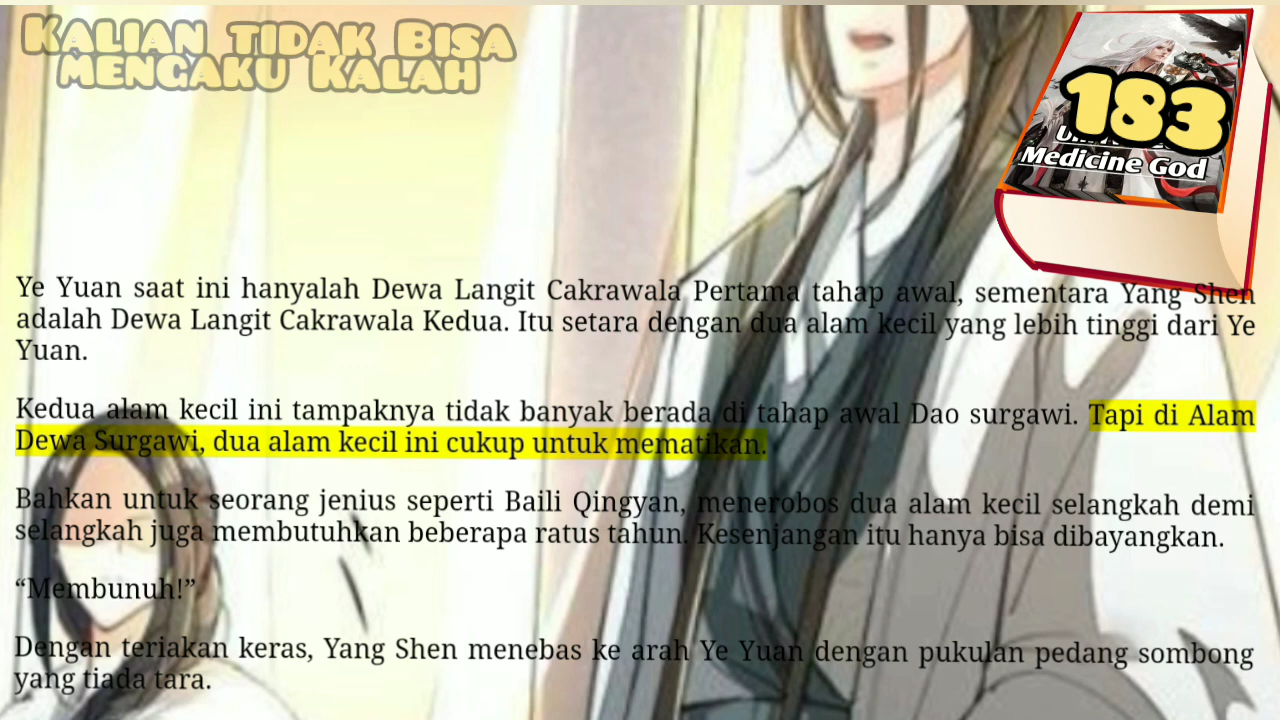 KALIAN TIDAK BISA
MENGAKU KALAH
183
Medicine God
Ye Yuan saat ini hanyalah Dewa Langit Cakrawala Pertama tahap awal, sementara Yang Shen
adalah Dewa Langit Cakrawala Kedua. Itu setara dengan dua alam kecil yang lebih tinggi dari Ye
Yuan.
Kedua alam kecil ini tampaknya tidak banyak berada di tahap awal Dao surgawi. Tapi di Alam
Dewa Surgawi, dua alam kecil ini cukup untuk mematikan.
Bahkan untuk seorang jenius seperti Baili Qingyan, menerobos dua alam kecil selangkah demi
selangkah juga membutuhkan beberapa ratus tahun. Kesenjangan itu hanya bisa dibayangkan.
“Membunuh!”
Dengan teriakan keras, Yang Shen menebas ke arah Ye Yuan dengan pukulan pedang sombong
yang tiada tara.